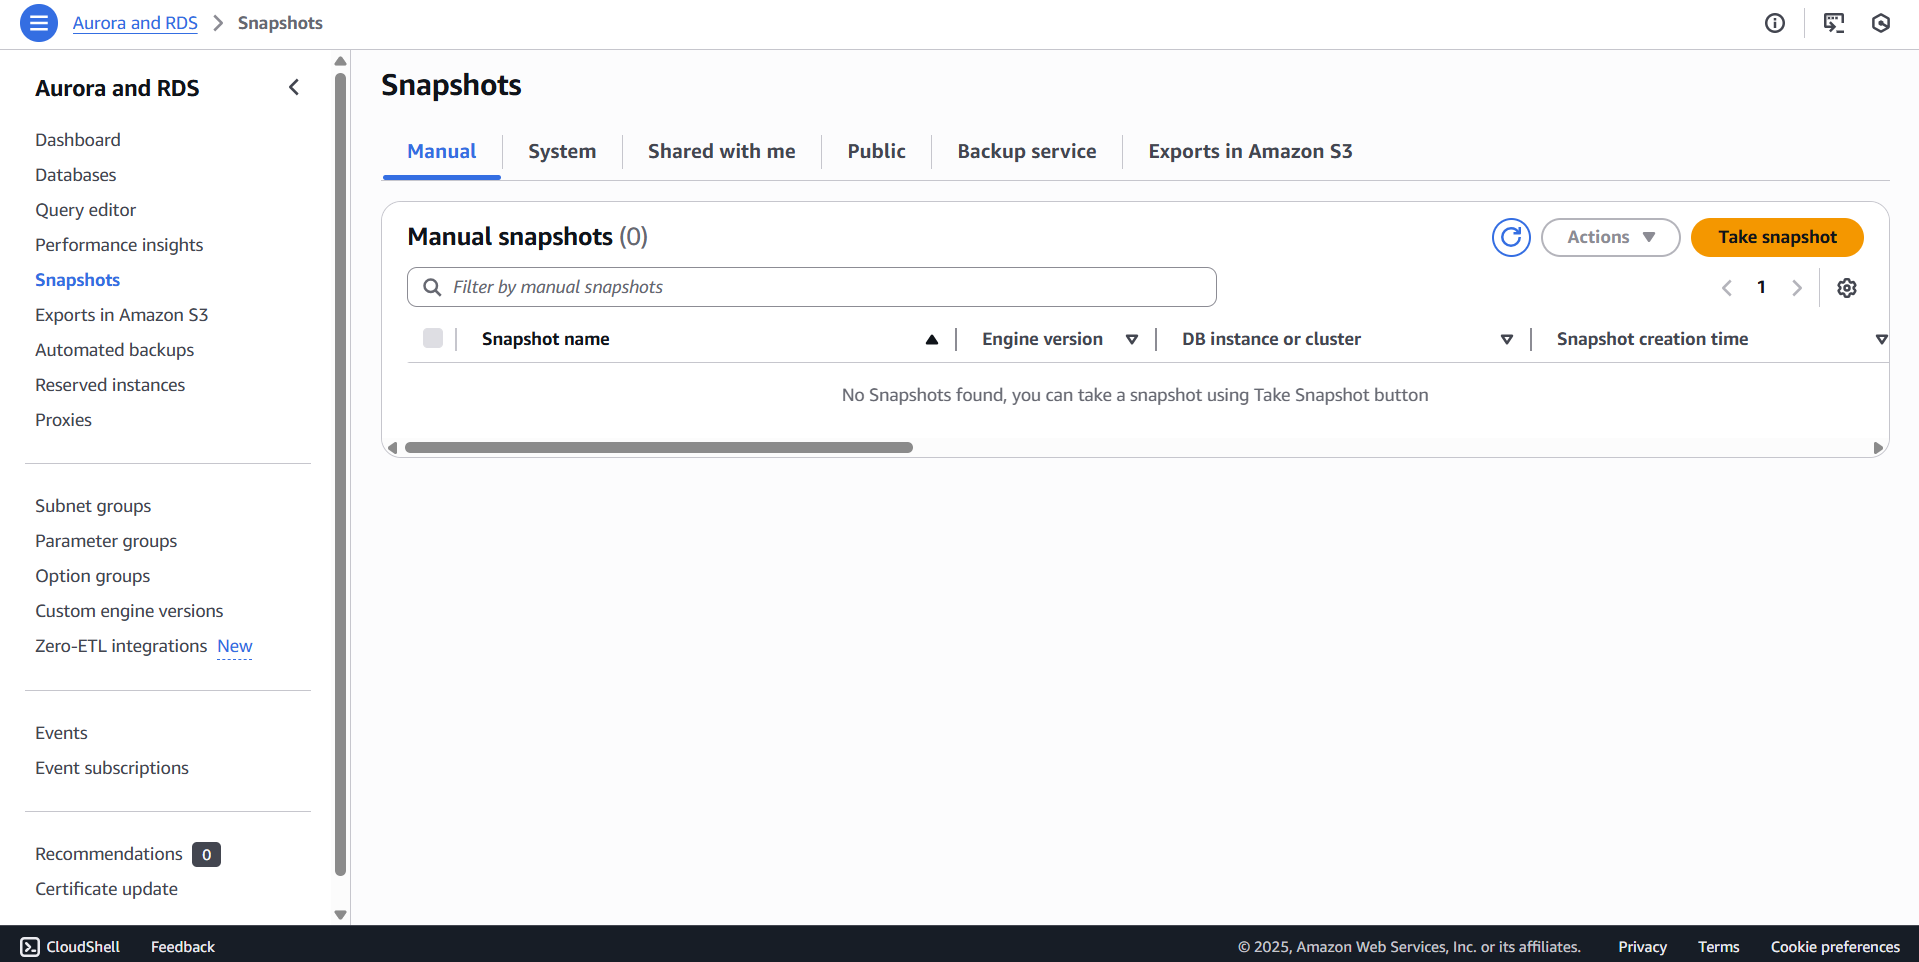 Aurora and RDS > Snapshots
Aurora and RDS
Dashboard
Databases
Query editor
Performance insights
Snapshots
Exports in Amazon S3
Automated backups
Reserved instances
Proxies
Subnet groups
Parameter groups
Option groups
Custom engine versions
Zero-ETL integrations New
Events
Event subscriptions
Recommendations 0
Certificate update
Snapshots
Manual System Shared with me Public Backup service Exports in Amazon S3
Manual snapshots (0) Actions Take snapshot
Filter by manual snapshots 1
Snapshot name Engine version DB instance or cluster Snapshot creation time
No Snapshots found, you can take a snapshot using Take Snapshot button
CloudShell Feedback © 2025, Amazon Web Services, Inc. or its affiliates. Privacy Terms Cookie preferences